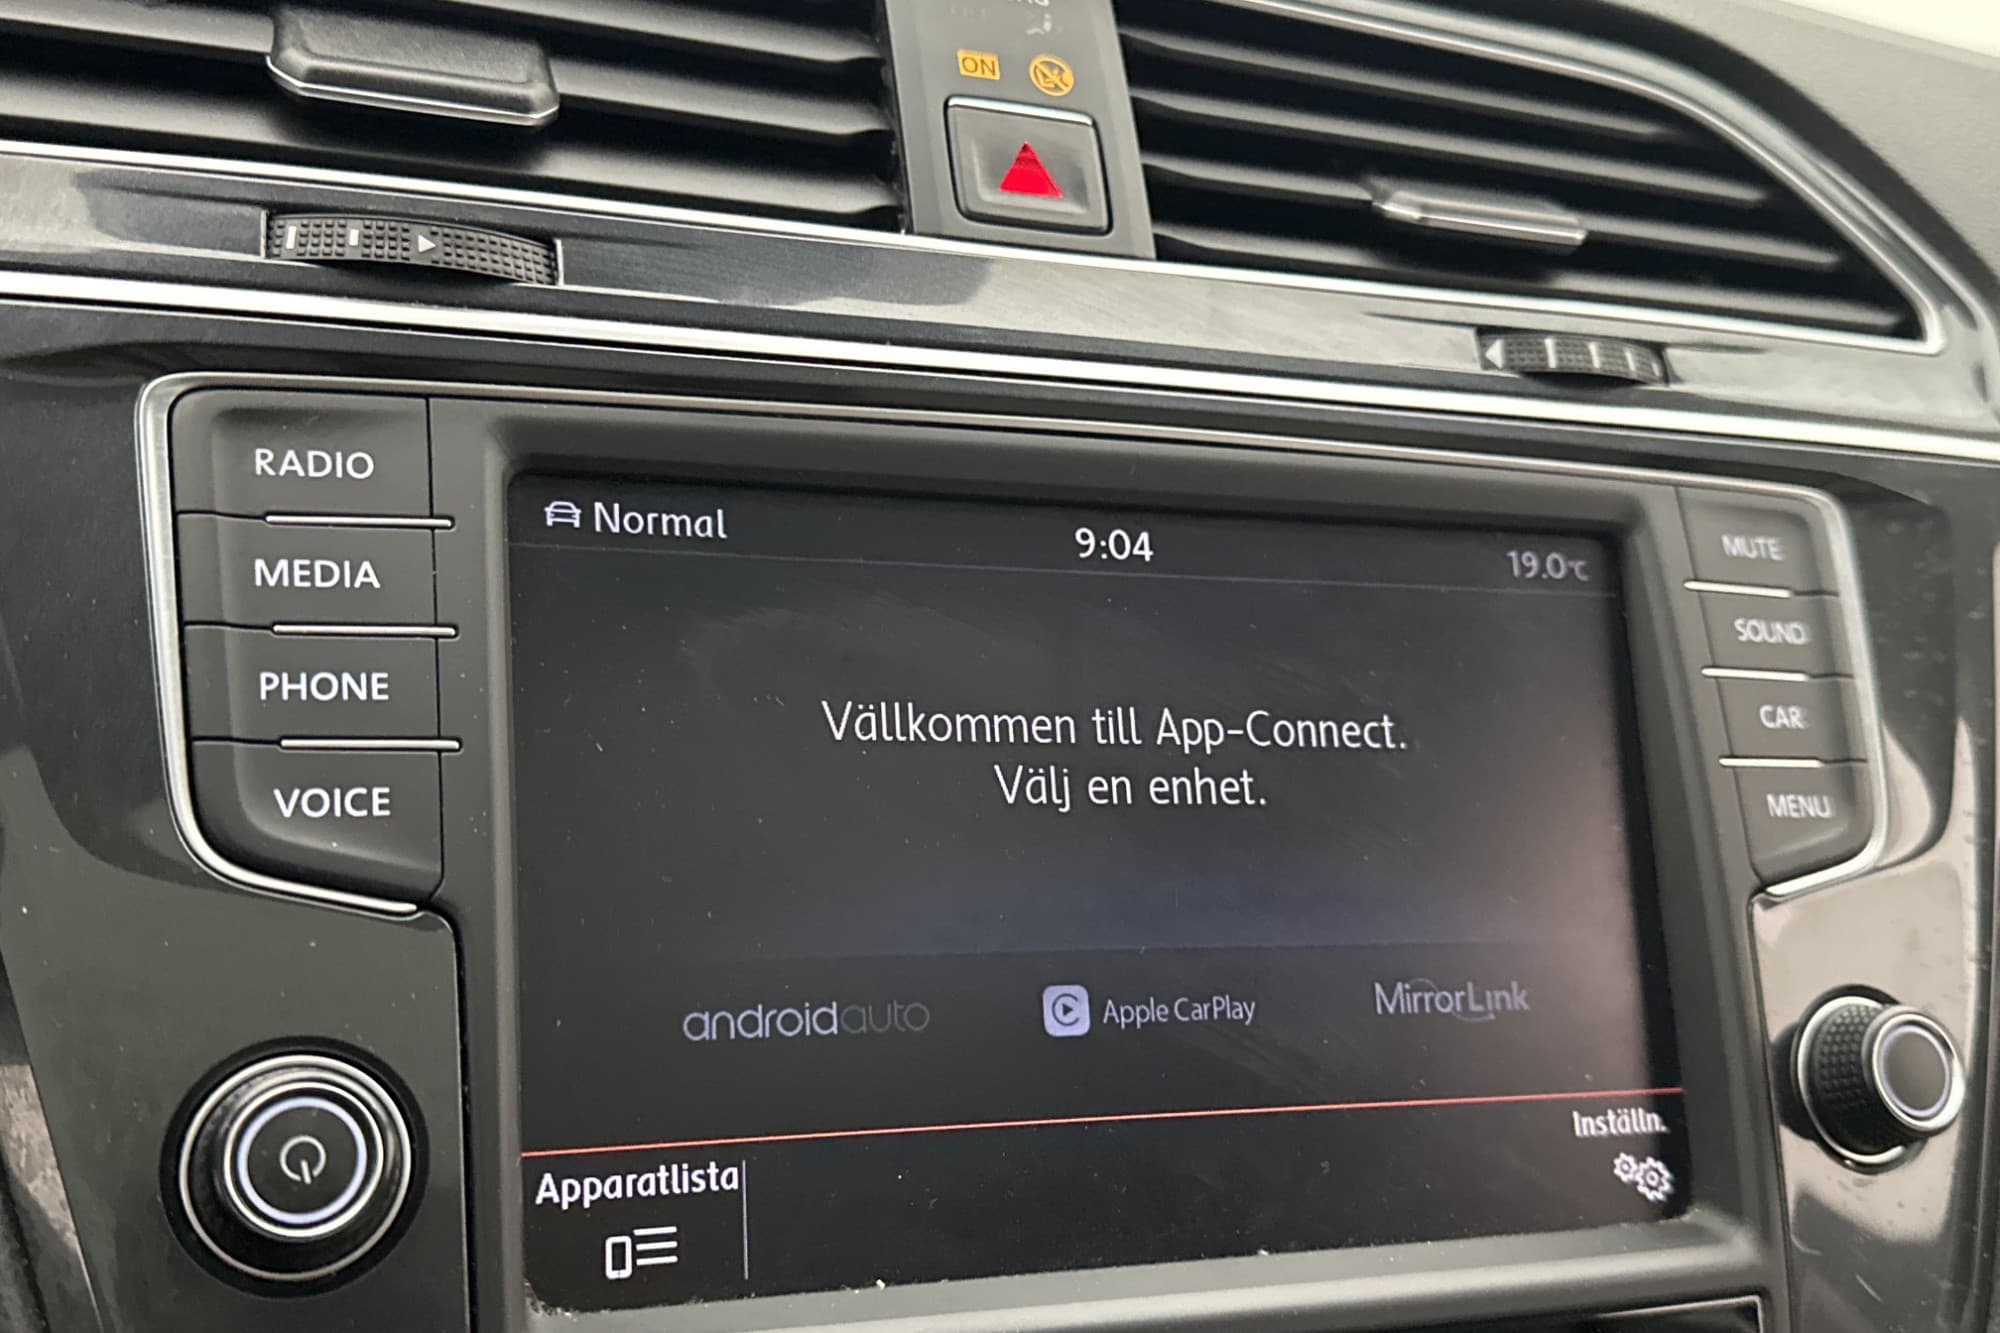 ON
RADIO
MEDIA
PHONE
VOICE
Normal
9:04
19.0°C
Vällkommen till App-Connect.
Välj en enhet.
androidauto
Apple CarPlay
MirrorLink
Apparatlista
Inställn.
MUTE
SOUND
CAR
MENU